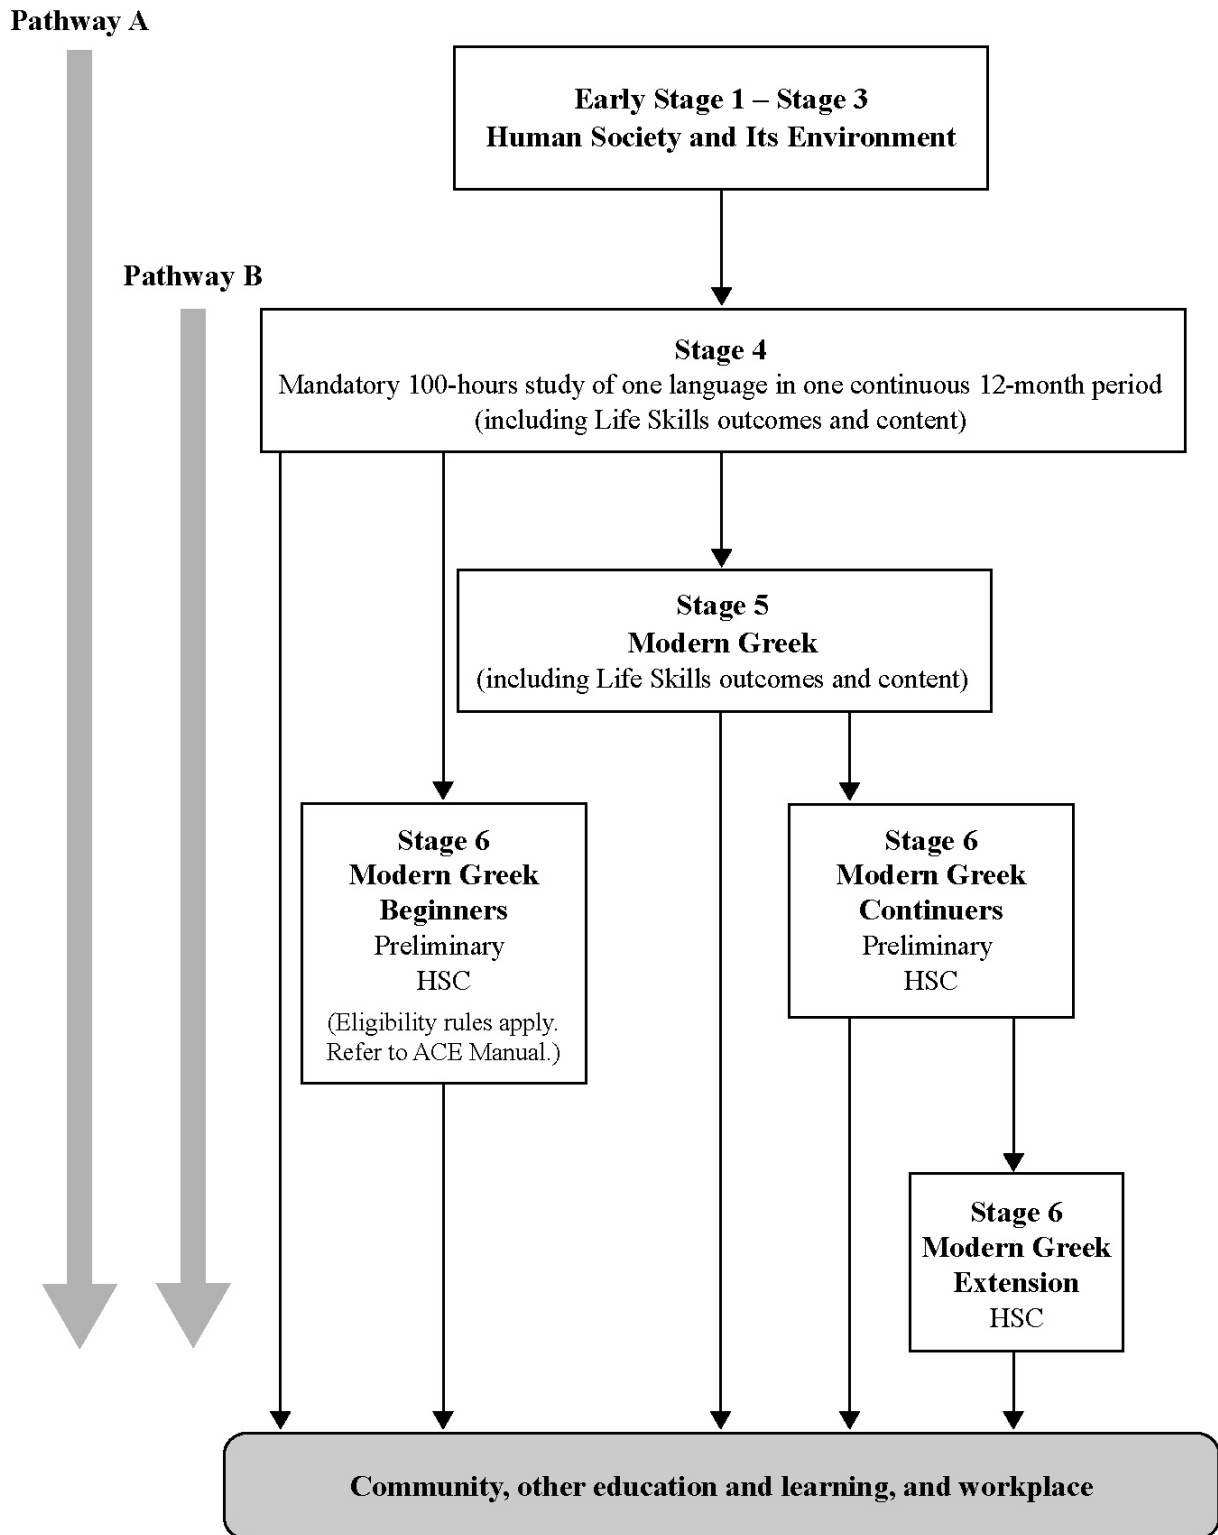 Pathway A
Early Stage 1 – Stage 3
Human Society and Its Environment
Pathway B
Stage 4
Mandatory 100-hours study of one language in one continuous 12-month period
(including Life Skills outcomes and content)
Stage 5
Modern Greek
(including Life Skills outcomes and content)
Stage 6
Modern Greek
Beginners
Preliminary
HSC
(Eligibility rules apply.
Refer to ACE Manual.)
Stage 6
Modern Greek
Continuers
Preliminary
HSC
Stage 6
Modern Greek
Extension
HSC
Community, other education and learning, and workplace